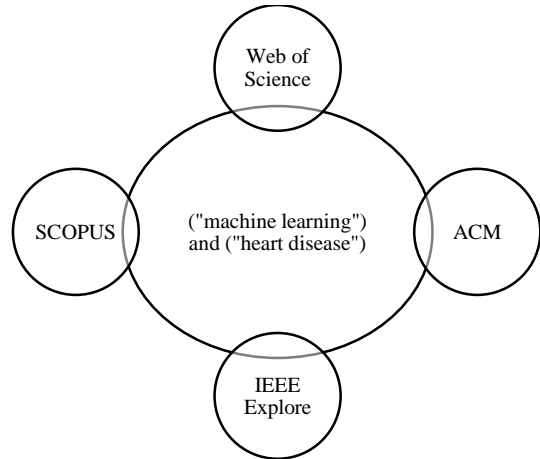 Web of
Science
SCOPUS
("machine learning")
and ("heart disease")
ACM
IEEE
Explore